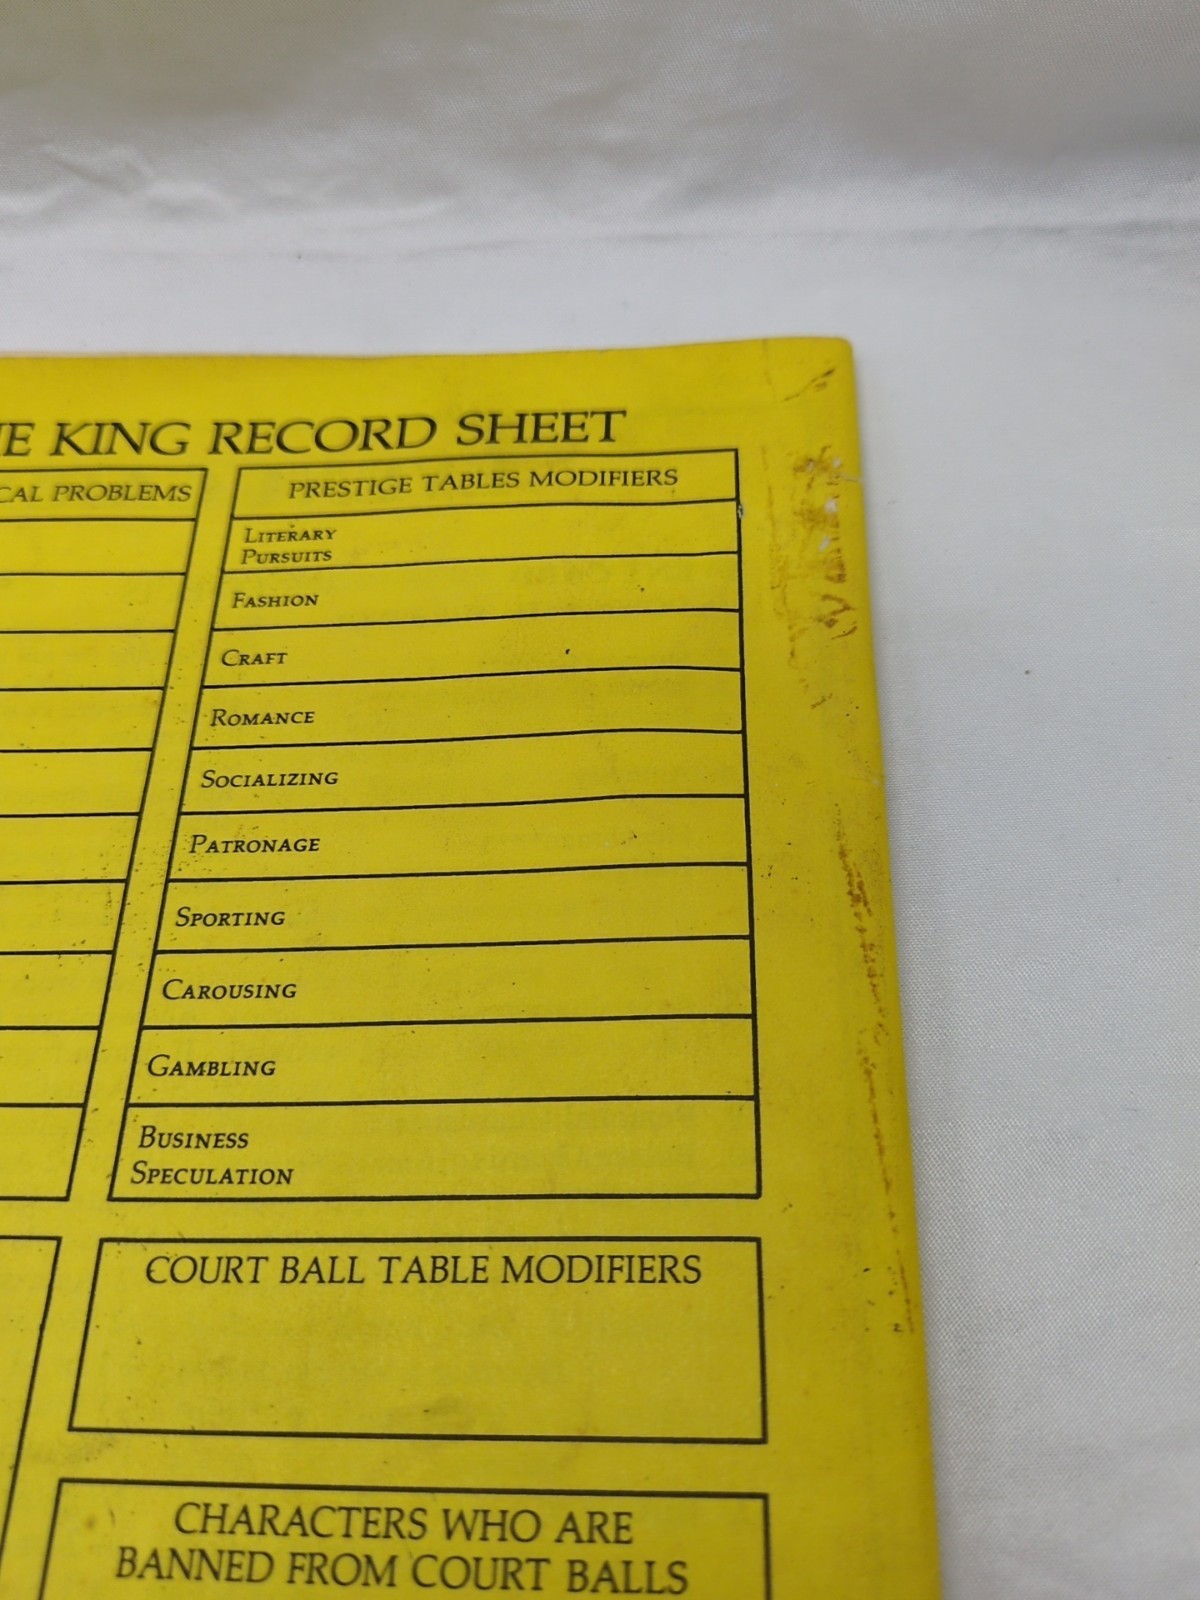 KING RECORD SHEET
PROBLEMS
PRESTIGE TABLES MODIFIERS
LITERARY
PURSUITS
FASHION
CRAFT
ROMANCE
SOCIALIZING
PATRONAGE
SPORTING
CAROUSING
GAMBLING
BUSINESS
SPECULATION
COURT BALL TABLE MODIFIERS
CHARACTERS WHO ARE
BANNED FROM COURT BALLS